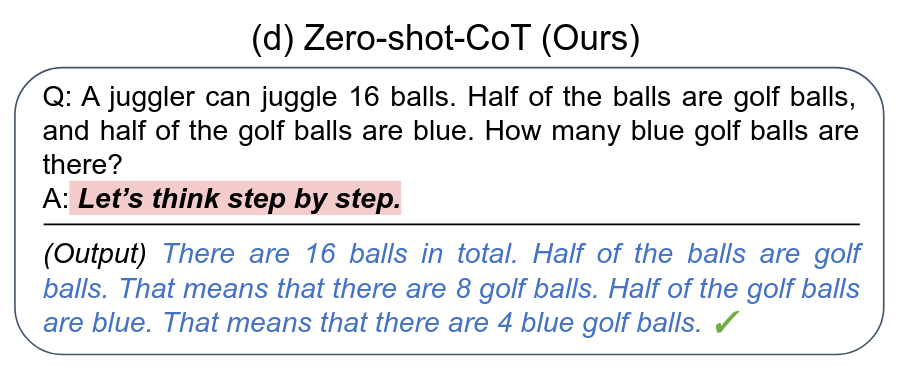 (d) Zero-shot-CoT (Ours)
Q: A juggler can juggle 16 balls. Half of the balls are golf balls,
and half of the golf balls are blue. How many blue golf balls are
there?
A: Let’s think step by step.
(Output) There are 16 balls in total. Half of the balls are golf
balls. That means that there are 8 golf balls. Half of the golf balls
are blue. That means that there are 4 blue golf balls. ✓